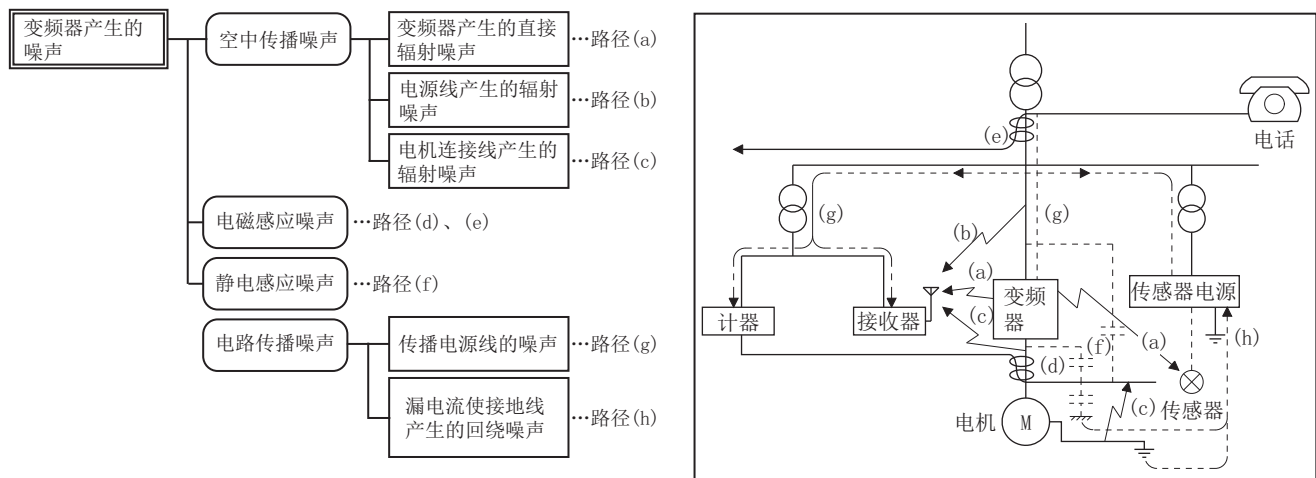 变频器产生的
噪声
空中传播噪声
变频器产生的直接
辐射噪声
…路径(a)
电源线产生的辐射
噪声
…路径(b)
电机连接线产生的
辐射噪声
…路径(c)
电磁感应噪声
…路径(d)、(e)
静电感应噪声
…路径(f)
电路传播噪声
传播电源线的噪声
…路径(g)
漏电流使接地线
产生的回绕噪声
…路径(h)
电话
(e)
(g)
(g)
(b)
(a)
(c)
计器
接收器
变频
器
传感器电源
(f)
(a)
(h)
(d)
传感器
(c)
电机
M